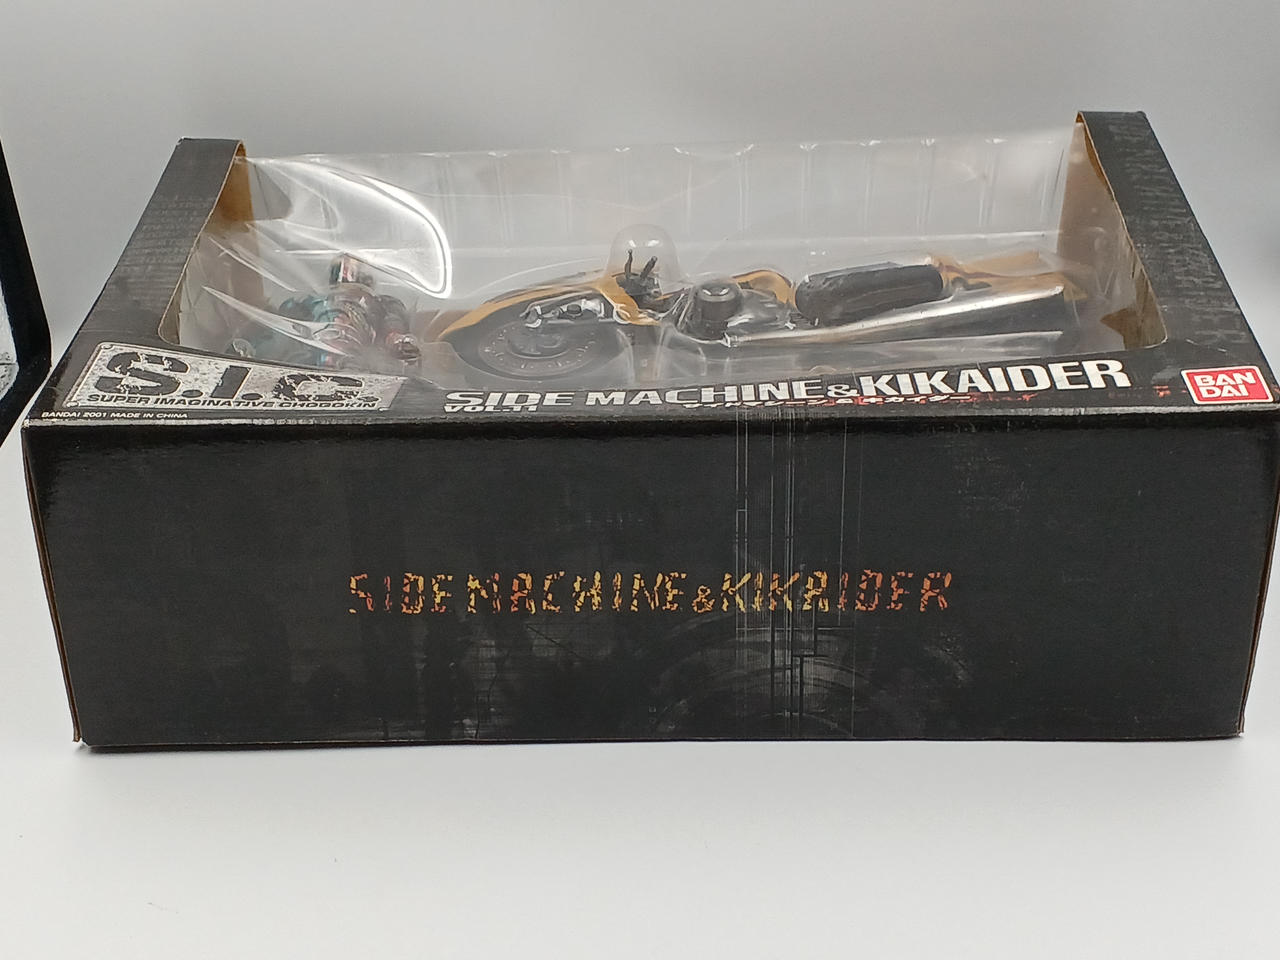 S.I.C.
SUPER IMAGINATIVE CHOGOKIN
BANDAI 2001 MADE IN CHINA
SIDE MACHINE & KIKAIDER
VOL.11
BAN
DAI
SIDE MACHINE & KIKAIDER